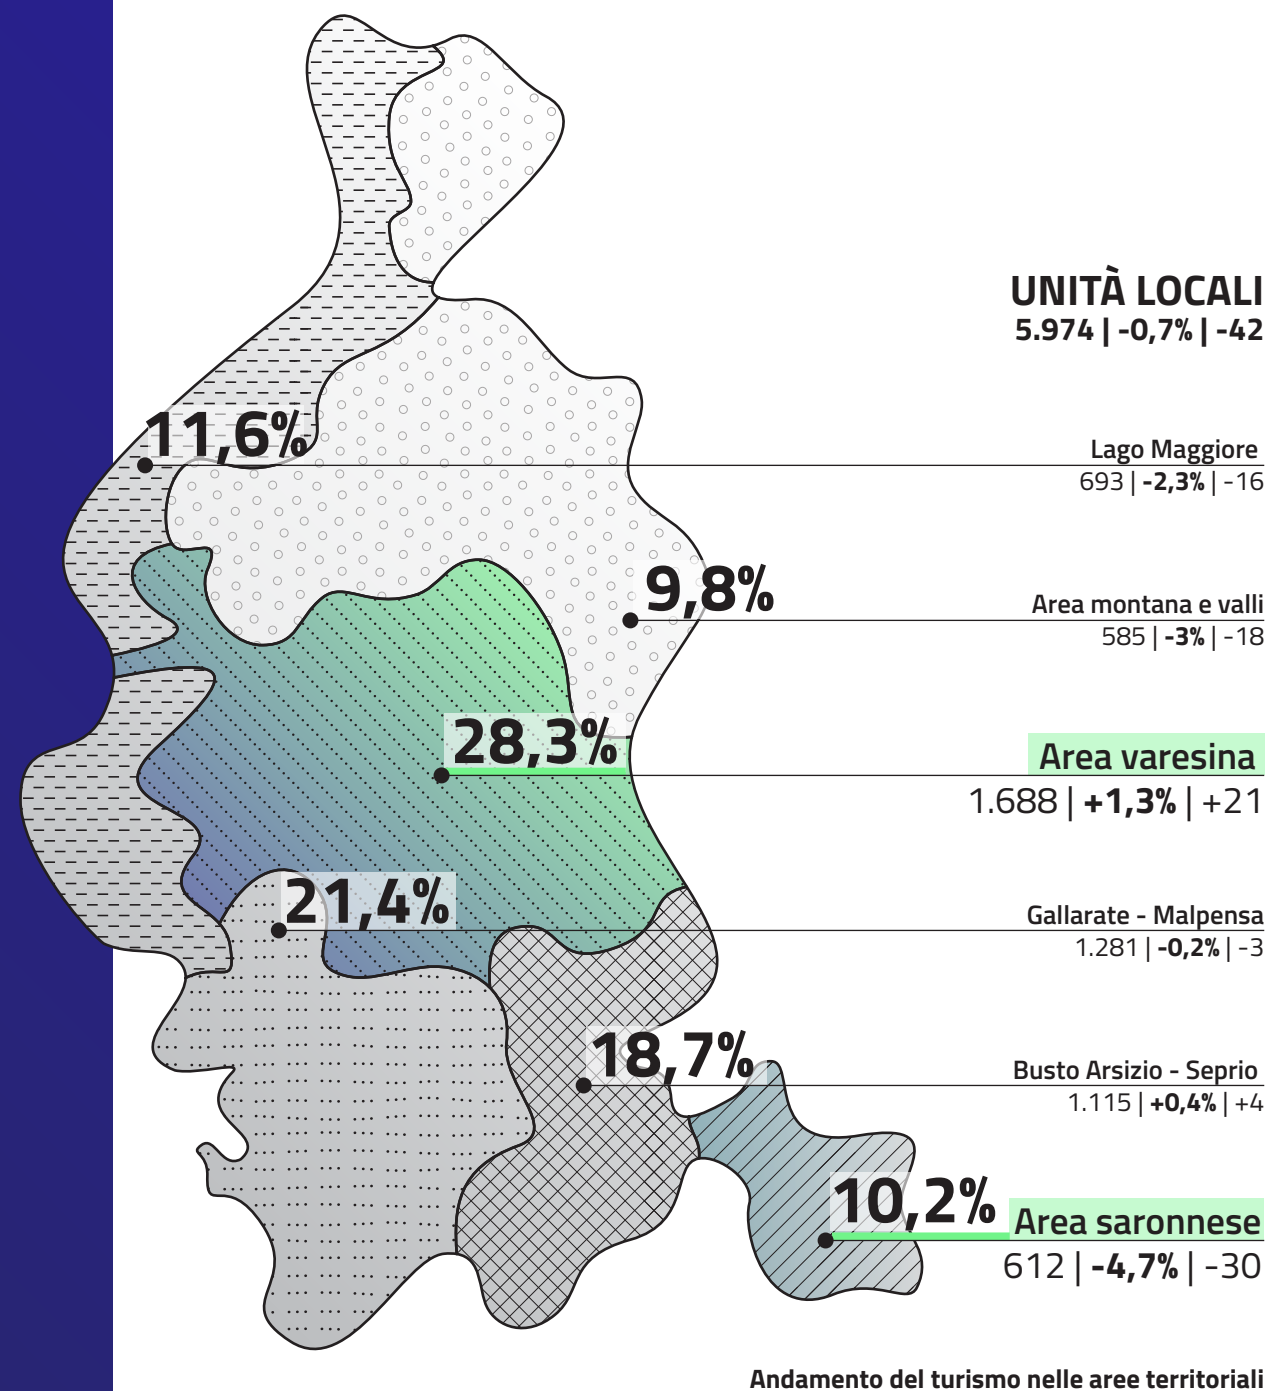 UNITÀ LOCALI
5.974 | -0,7% | -42
11,6%
Lago Maggiore
693 | -2,3% | -16
9,8%
Area montana e valli
585 | -3% | -18
28,3%
Area varesina
1.688 | +1,3% | +21
21,4%
Gallarate - Malpensa
1.281 | -0,2% | -3
18,7%
Busto Arsizio - Seprio
1.115 | +0,4% | +4
10,2%
Area saronnese
612 | -4,7% | -30
Andamento del turismo nelle aree territoriali